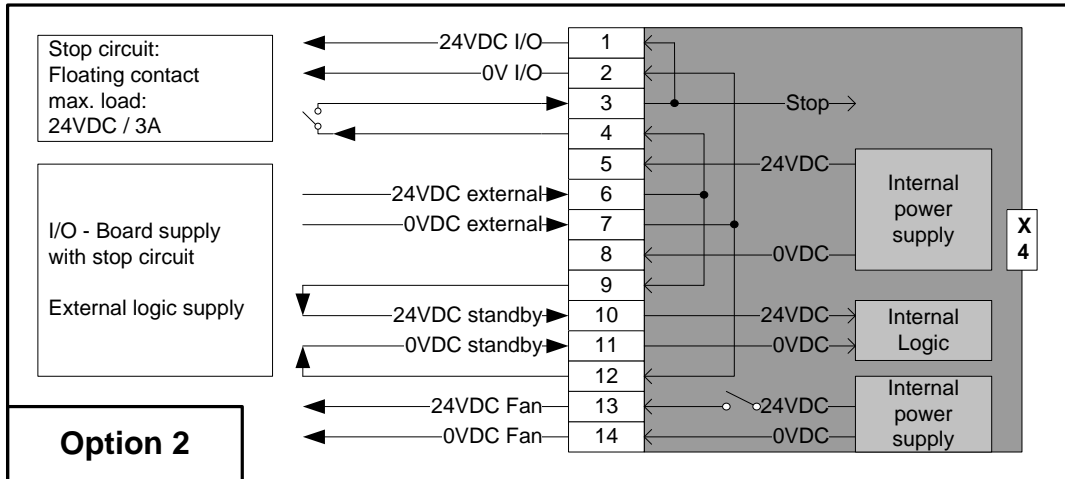 Stop circuit:
Floating contact
max. load:
24VDC / 3A
I/O - Board supply
with stop circuit
External logic supply
Option 2
24VDC I/O
0V I/O
24VDC external
0VDC external
24VDC standby
0VDC standby
24VDC Fan
0VDC Fan
1
2
3
4
5
6
7
8
9
10
11
12
13
14
Stop
24VDC
0VDC
24VDC
0VDC
24VDC
0VDC
Internal
power
supply
Internal
Logic
Internal
power
supply
X
4